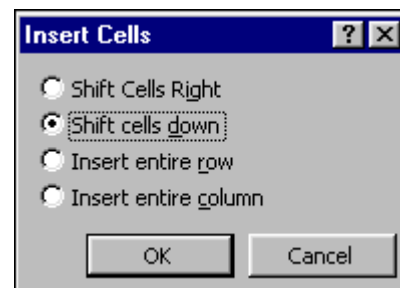 Insert Cells ? X
Shift Cells Right
Shift cells down
Insert entire row
Insert entire column
OK Cancel